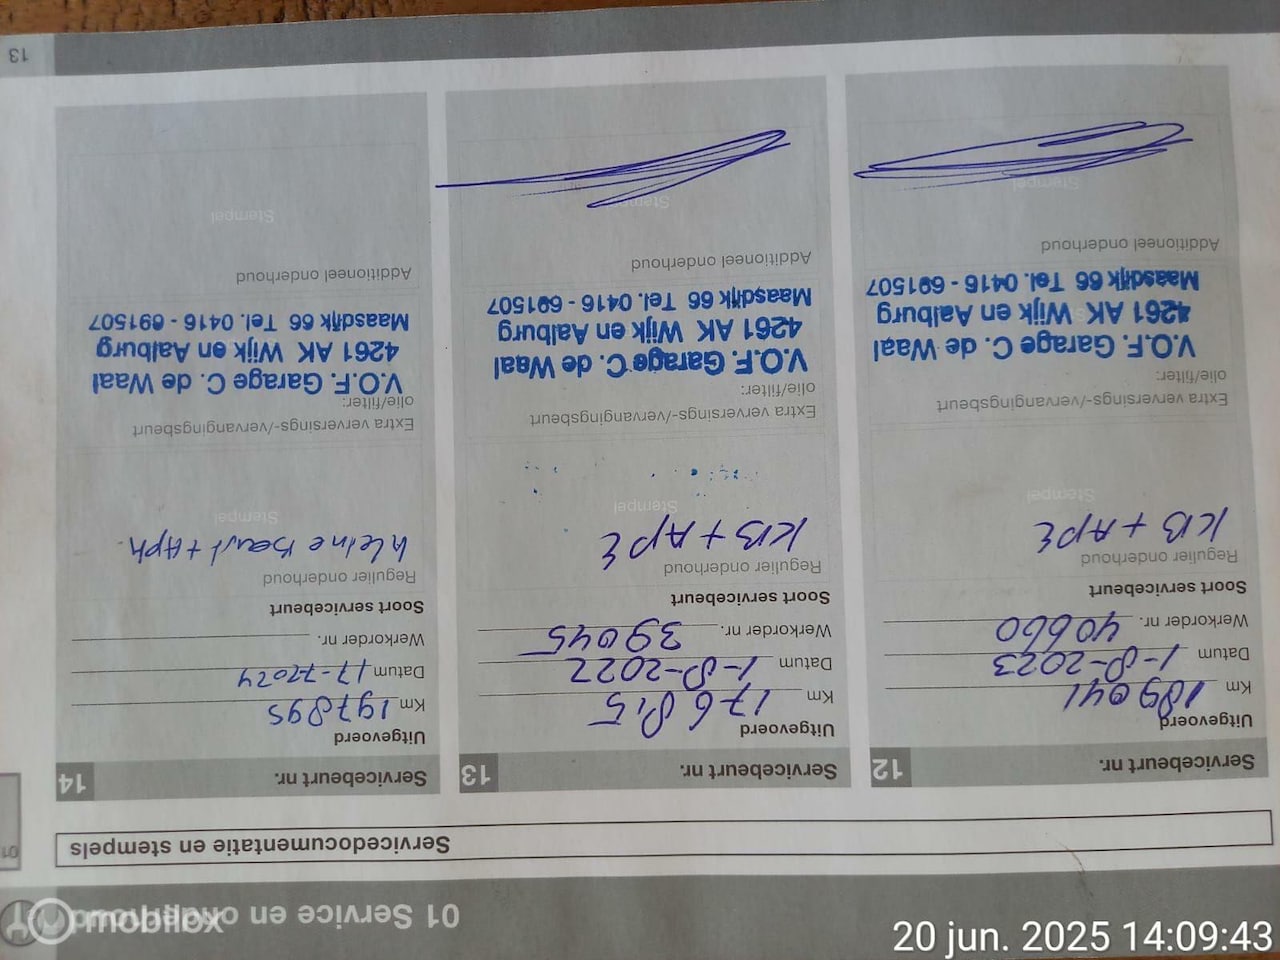 01 Service en onderhoud
Servicedocumentatie en stempels
01
Servicebeurt nr. 12
Uitgevoerd
Km 189041
Datum 1-8-2023
Werkorder nr. 40660
Soort servicebeurt
Regulier onderhoud
KB + APK
Stempel
Extra verversings-/vervangingsbeurt
olie/filter:
V.O.F. Garage C. de Waal
4261 AK Wijk en Aalburg
Maasdijk 66 Tel. 0416 - 691507
Additioneel onderhoud
Stempel
Servicebeurt nr. 13
Uitgevoerd
Km
Datum 1-8-2022
Werkorder nr. 39045
Soort servicebeurt
Regulier onderhoud
KB + APK
Stempel
Extra verversings-/vervangingsbeurt
olie/filter:
V.O.F. Garage C. de Waal
4261 AK Wijk en Aalburg
Maasdijk 66 Tel. 0416 - 691507
Additioneel onderhoud
Stempel
Servicebeurt nr. 14
Uitgevoerd
Km 197895
Datum
Werkorder nr.
Soort servicebeurt
Regulier onderhoud
kleine beurt + Apk.
Stempel
Extra verversings-/vervangingsbeurt
olie/filter:
V.O.F. Garage C. de Waal
4261 AK Wijk en Aalburg
Maasdijk 66 Tel. 0416 - 691507
Additioneel onderhoud
Stempel
13
mobilox
20 jun. 2025 14:09:43